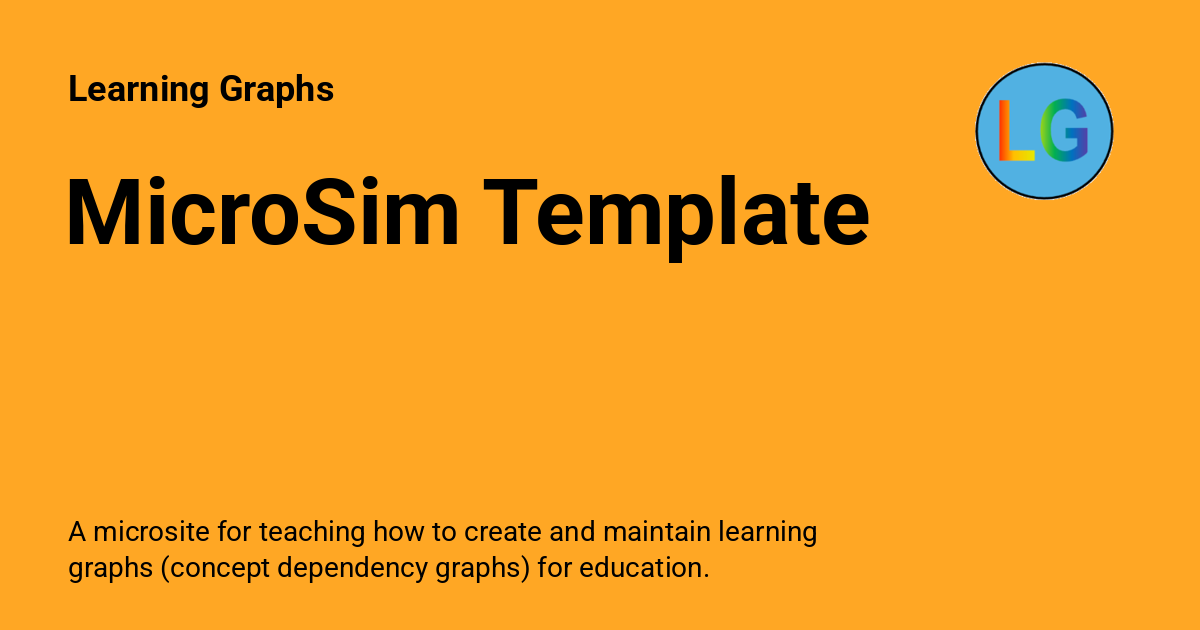 Learning Graphs
LG
MicroSim Template
A microsite for teaching how to create and maintain learning
graphs (concept dependency graphs) for education.